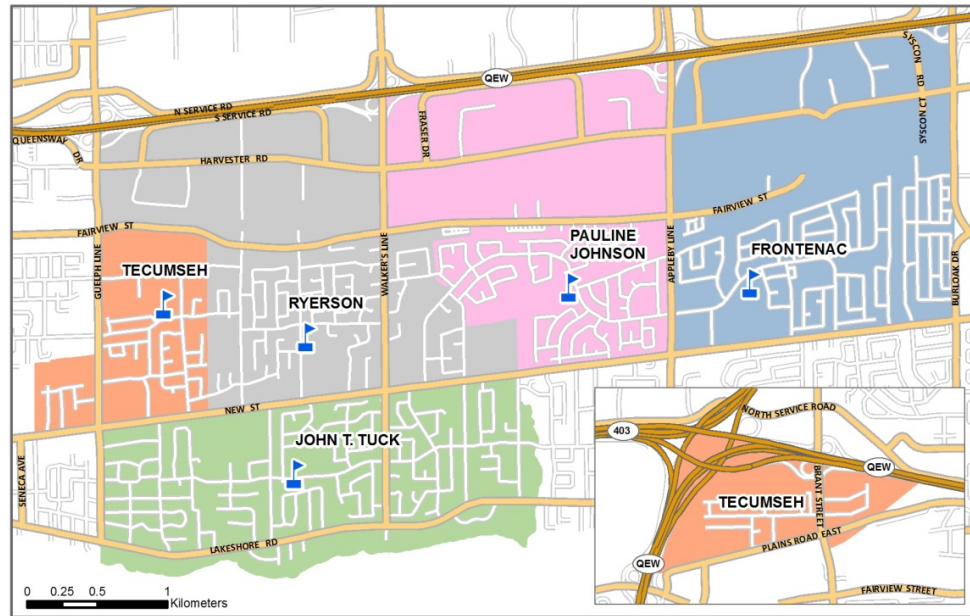 QEW
N SERVICE RD
S SERVICE RD
QUEENSWAY DR
HARVESTER RD
FRASER DR
SYSCON RD
SYSCON CT
FAIRVIEW ST
FAIRVIEW ST
GUELPH LINE
WALKER'S LINE
APPLEBY LINE
BURLOAK DR
TECUMSEH
RYERSON
PAULINE
JOHNSON
FRONTENAC
NEW ST
JOHN T. TUCK
SENECA AVE
LAKESHORE RD
0 0.25 0.5 1
Kilometers
NORTH SERVICE ROAD
403
QEW
BRANT STREET
TECUMSEH
PLAINS ROAD EAST
QEW
FAIRVIEW STREET